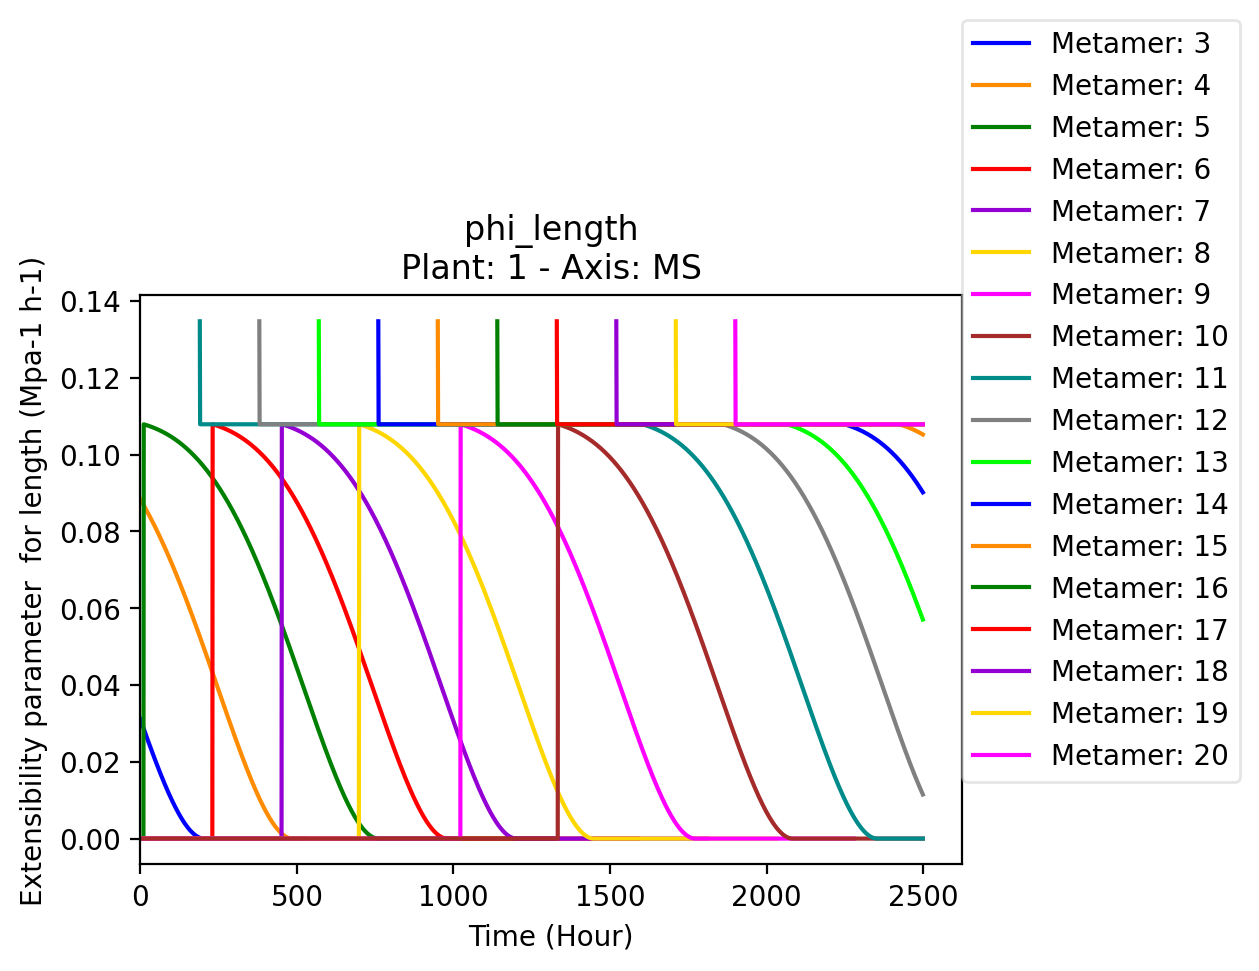 phi_length
Plant: 1 - Axis: MS
Extensibility parameter  for length (Mpa-1 h-1)
0.14
0.12
0.10
0.08
0.06
0.04
0.02
0.00
0
500
1000
1500
2000
2500
Time (Hour)
Metamer: 3
Metamer: 4
Metamer: 5
Metamer: 6
Metamer: 7
Metamer: 8
Metamer: 9
Metamer: 10
Metamer: 11
Metamer: 12
Metamer: 13
Metamer: 14
Metamer: 15
Metamer: 16
Metamer: 17
Metamer: 18
Metamer: 19
Metamer: 20